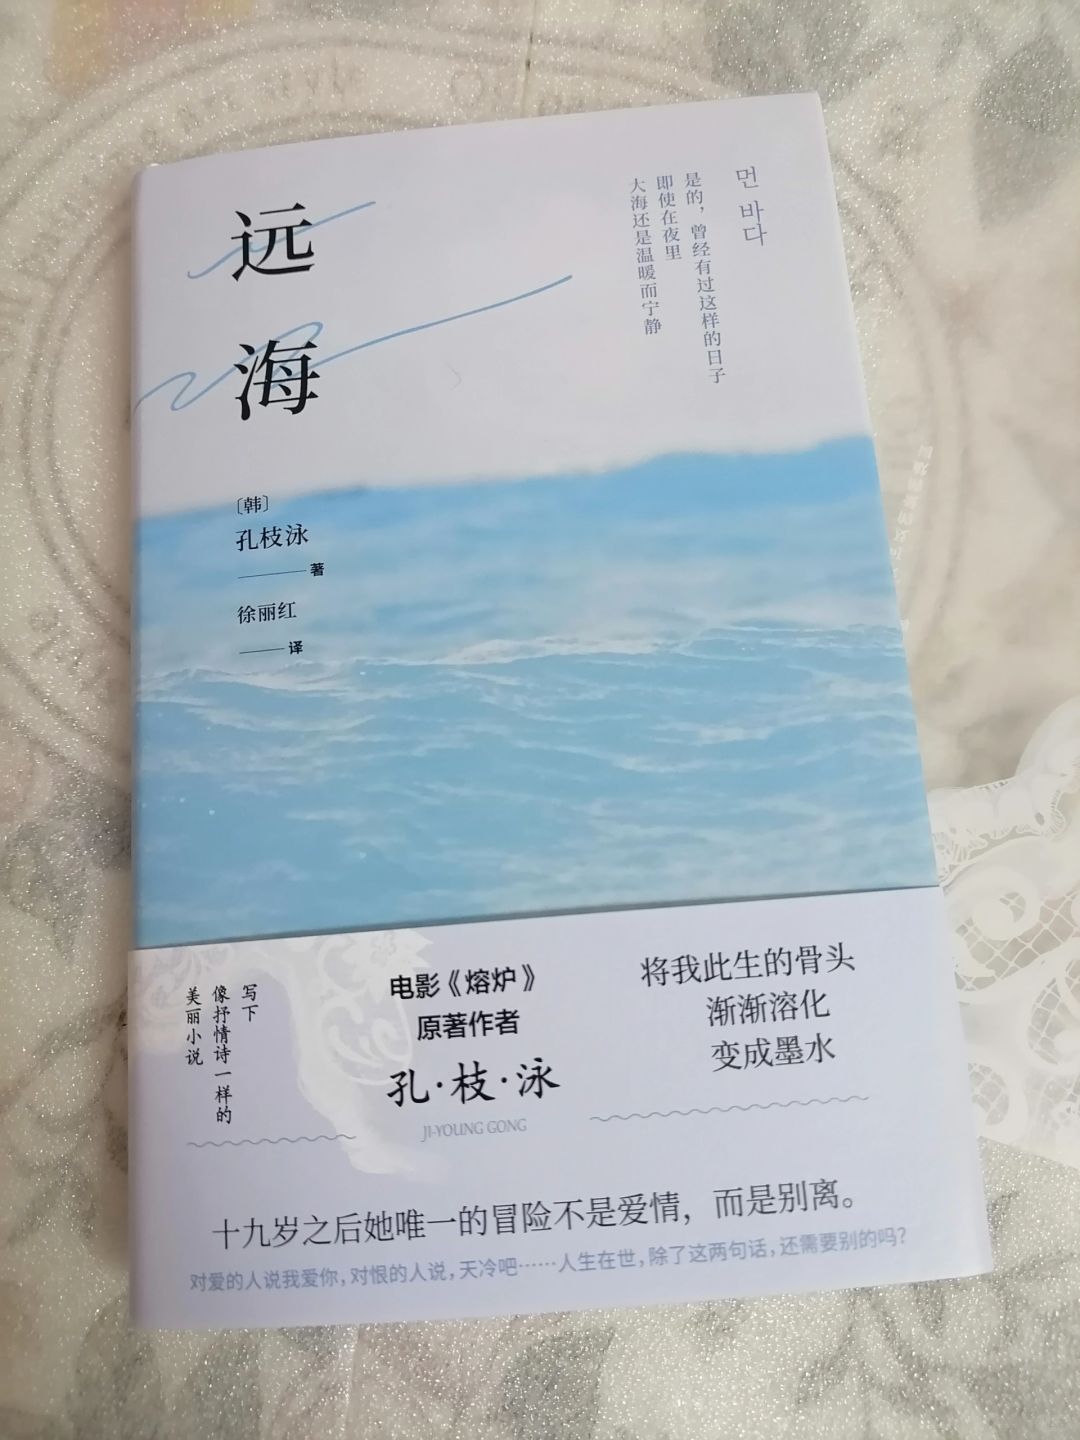 远海
먼 바다
是的，曾经有过这样的日子
即使在夜里
大海还是温暖而宁静
〔韩〕
孔枝泳
著
徐丽红
译
写下
像抒情诗一样的
美丽小说
电影《熔炉》
原著作者
孔·枝·泳
JI-YOUNG GONG
将我此生的骨头
渐渐溶化
变成墨水
十九岁之后她唯一的冒险不是爱情，而是别离。
对爱的人说我爱你，对恨的人说，天冷吧……人生在世，除了这两句话，还需要别的吗？